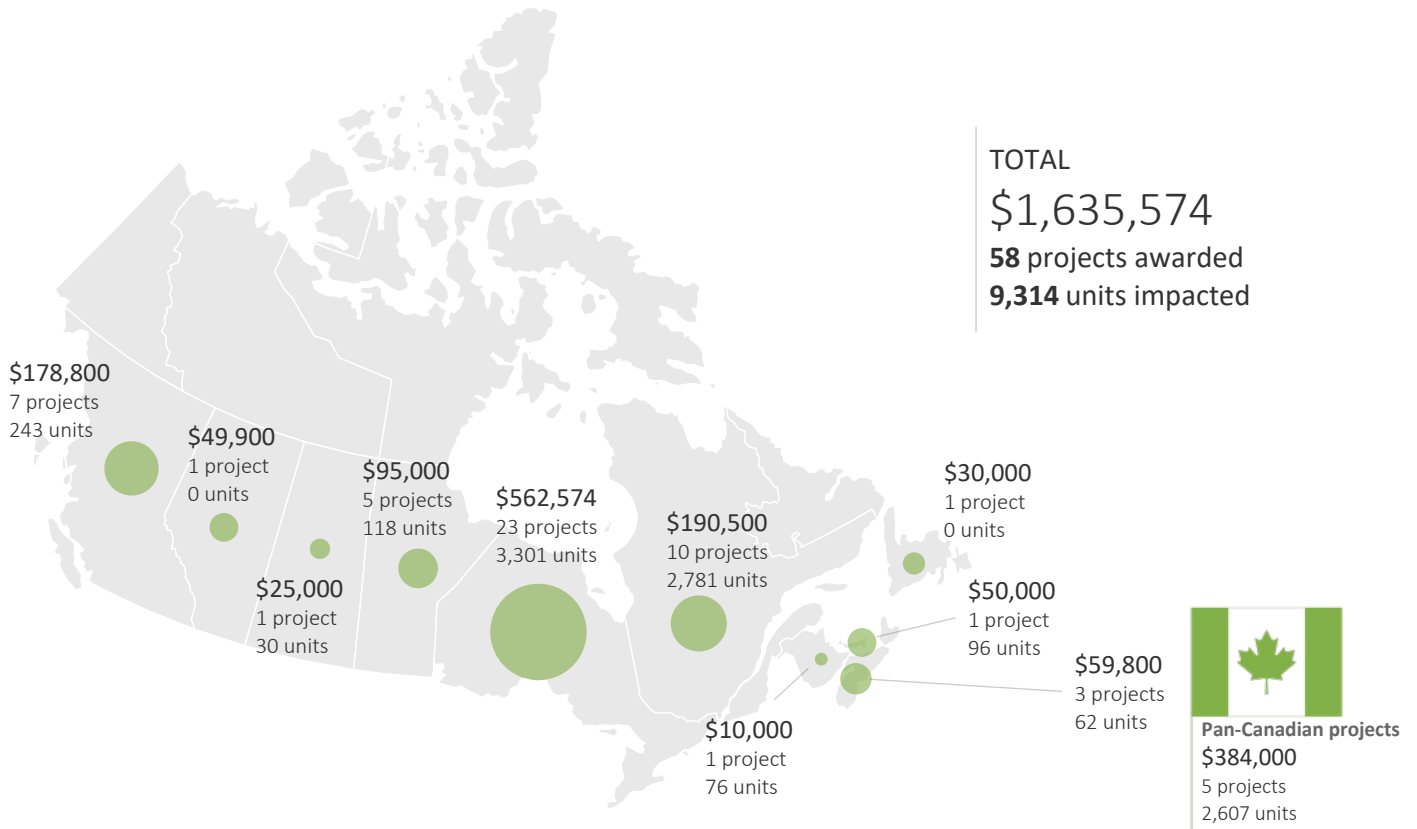 TOTAL
$1,635,574
58 projects awarded
9,314 units impacted
$178,800
7 projects
243 units
$49,900
1 project
0 units
$25,000
1 project
30 units
$95,000
5 projects
118 units
$562,574
23 projects
3,301 units
$190,500
10 projects
2,781 units
$30,000
1 project
0 units
$50,000
1 project
96 units
$59,800
3 projects
62 units
$10,000
1 project
76 units
Pan-Canadian projects
$384,000
5 projects
2,607 units